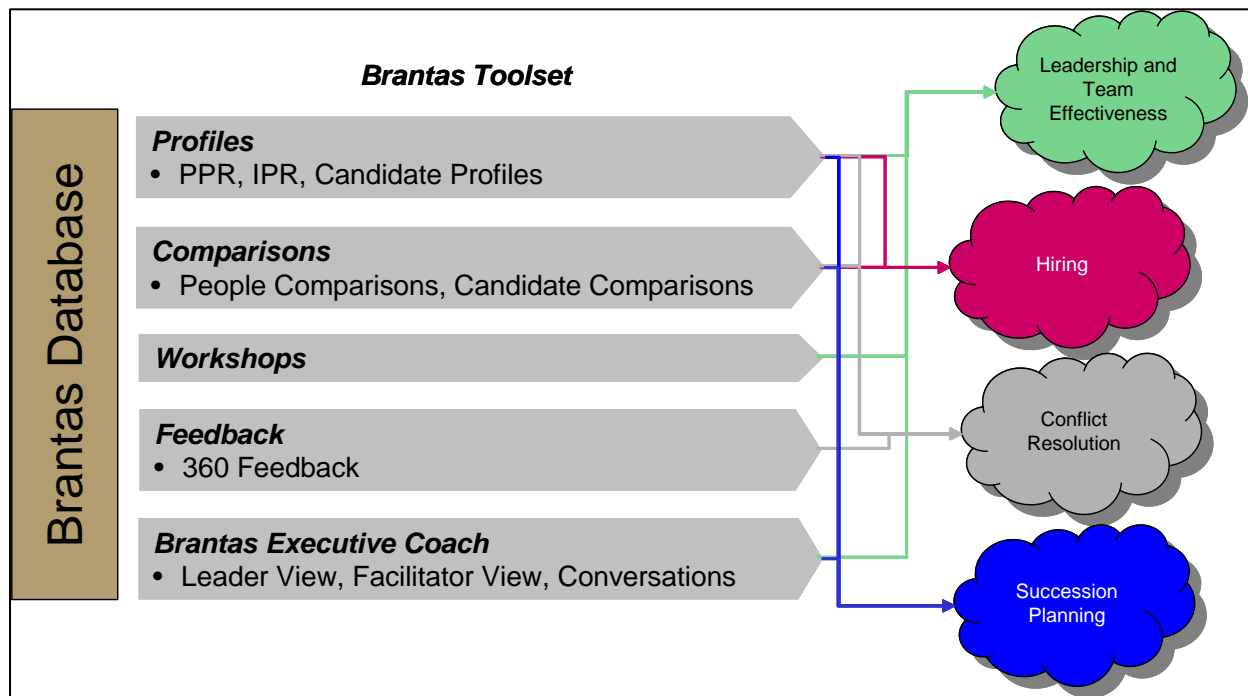 Brantas Toolset
Brantas Database
Profiles
• PPR, IPR, Candidate Profiles
Comparisons
• People Comparisons, Candidate Comparisons
Workshops
Feedback
• 360 Feedback
Brantas Executive Coach
• Leader View, Facilitator View, Conversations
Leadership and
Team
Effectiveness
Hiring
Conflict
Resolution
Succession
Planning